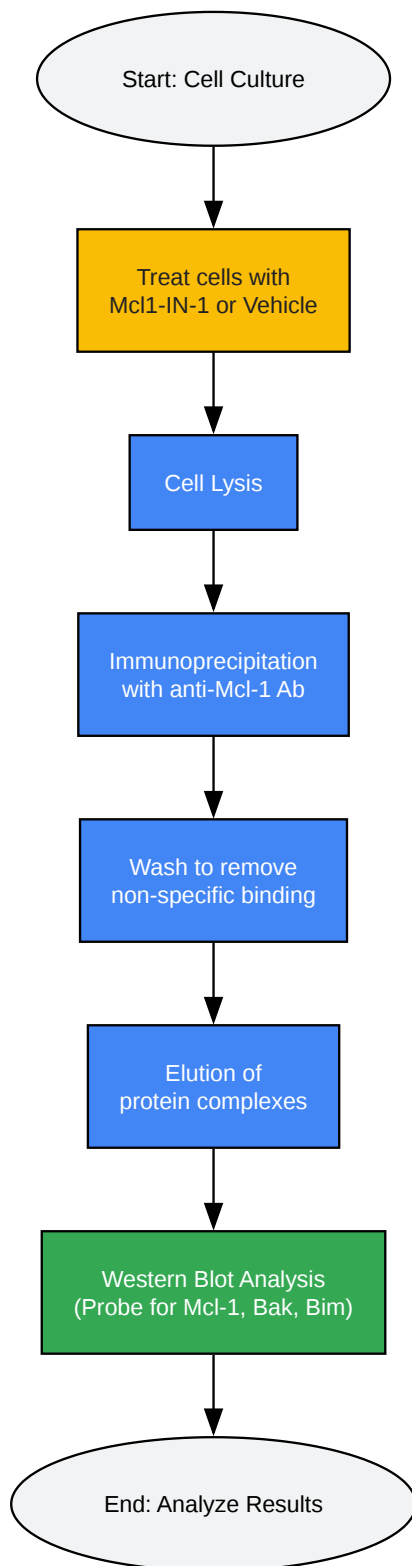 Start: Cell Culture
Treat cells with
Mcl1-IN-1 or Vehicle
Cell Lysis
Immunoprecipitation
with anti-Mcl-1 Ab
Wash to remove
non-specific binding
Elution of
protein complexes
Western Blot Analysis
(Probe for Mcl-1, Bak, Bim)
End: Analyze Results